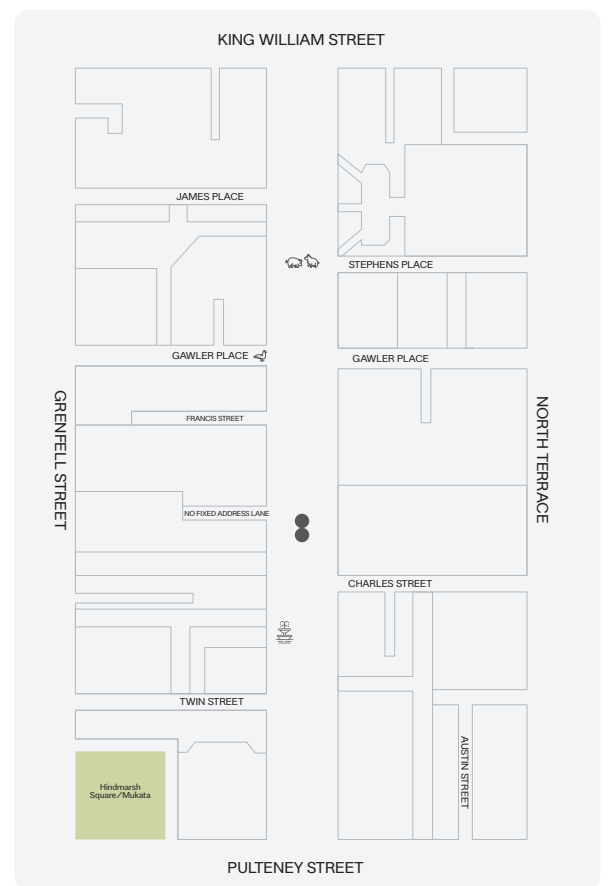 KING WILLIAM STREET
JAMES PLACE
STEPHENS PLACE
GAWLER PLACE
GAWLER PLACE
GRENFELL STREET
NORTH TERRACE
FRANCIS STREET
NO FIXED ADDRESS LANE
CHARLES STREET
TWIN STREET
AUSTIN STREET
Hindmarsh
Square/Mukata
PULTENEY STREET